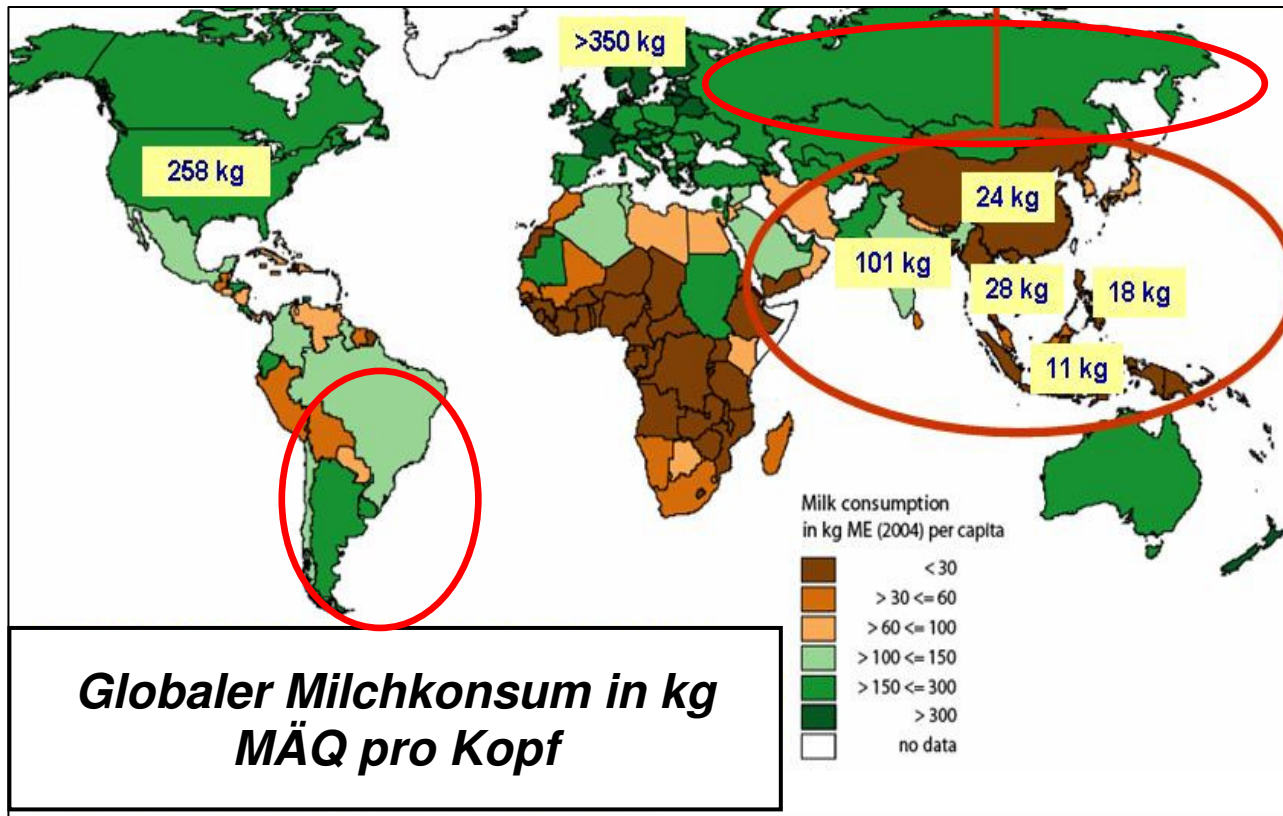 >350 kg
258 kg
24 kg
101 kg
28 kg
18 kg
11 kg
Milk consumption
in kg ME (2004) per capita
< 30
> 30 <= 60
> 60 <= 100
> 100 <= 150
> 150 <= 300
> 300
no data
Globaler Milchkonsum in kg
MÄQ pro Kopf